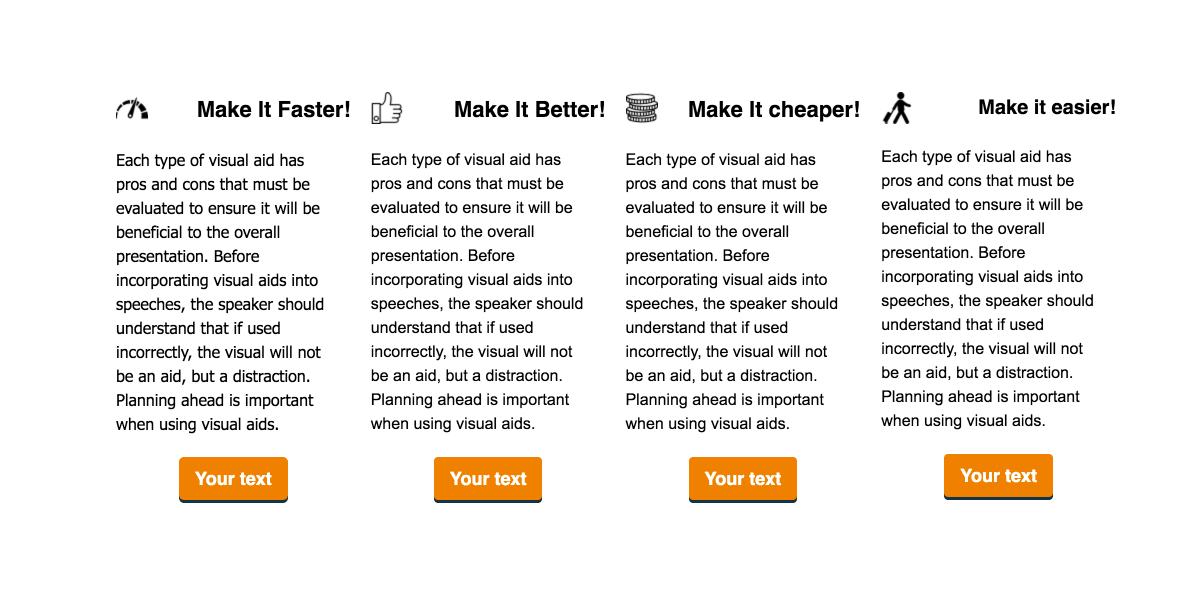 Make It Faster!
Each type of visual aid has
pros and cons that must be
evaluated to ensure it will be
beneficial to the overall
presentation. Before
incorporating visual aids into
speeches, the speaker should
understand that if used
incorrectly, the visual will not
be an aid, but a distraction.
Planning ahead is important
when using visual aids.
Your text
Make It Better!
Each type of visual aid has
pros and cons that must be
evaluated to ensure it will be
beneficial to the overall
presentation. Before
incorporating visual aids into
speeches, the speaker should
understand that if used
incorrectly, the visual will not
be an aid, but a distraction.
Planning ahead is important
when using visual aids.
Your text
Make It cheaper!
Each type of visual aid has
pros and cons that must be
evaluated to ensure it will be
beneficial to the overall
presentation. Before
incorporating visual aids into
speeches, the speaker should
understand that if used
incorrectly, the visual will not
be an aid, but a distraction.
Planning ahead is important
when using visual aids.
Your text
Make it easier!
Each type of visual aid has
pros and cons that must be
evaluated to ensure it will be
beneficial to the overall
presentation. Before
incorporating visual aids into
speeches, the speaker should
understand that if used
incorrectly, the visual will not
be an aid, but a distraction.
Planning ahead is important
when using visual aids.
Your text